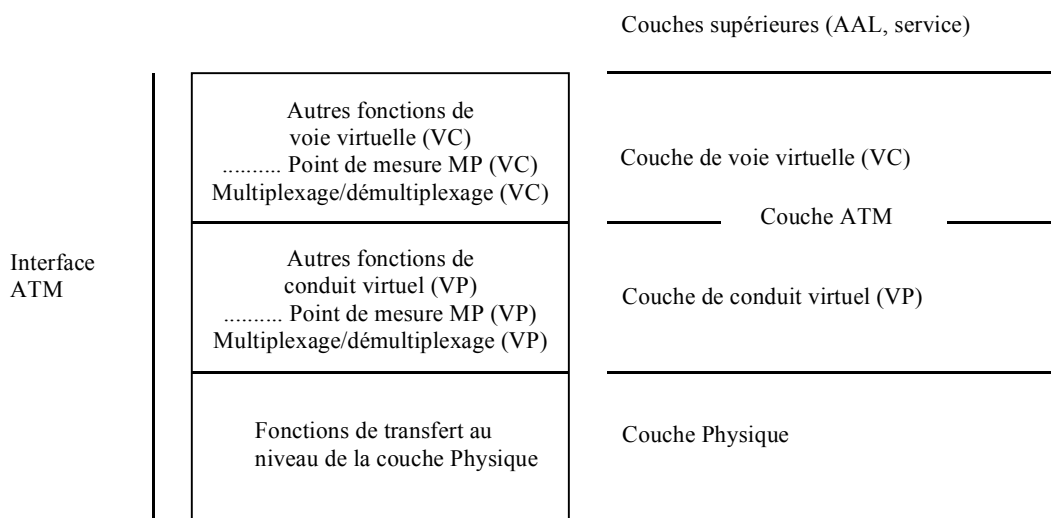 Couches supérieures (AAL, service)
Autres fonctions de
voie virtuelle (VC)
.......... Point de mesure MP (VC)
Multiplexage/démultiplexage (VC)
Couche de voie virtuelle (VC)
Couche ATM
Interface
ATM
Autres fonctions de
conduit virtuel (VP)
.......... Point de mesure MP (VP)
Multiplexage/démultiplexage (VP)
Couche de conduit virtuel (VP)
Fonctions de transfert au
niveau de la couche Physique
Couche Physique